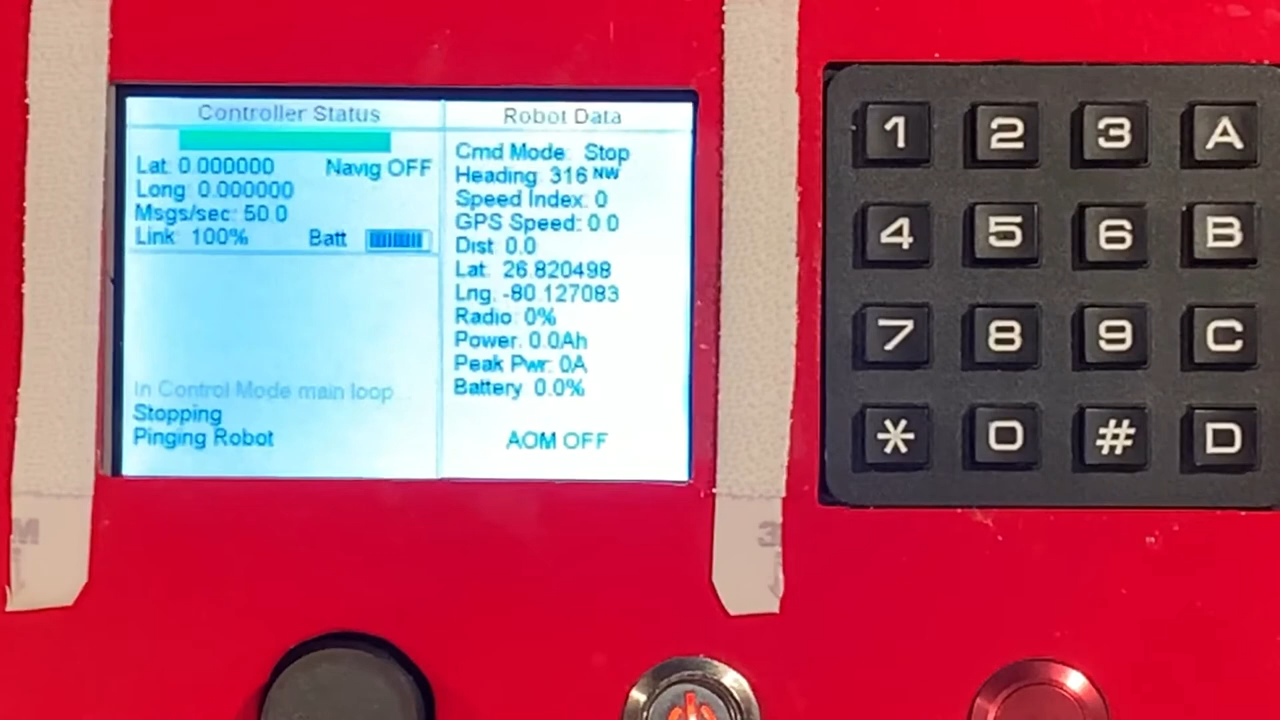 Controller Status
Lat: 0.000000 Navig OFF
Long: 0.000000
Msgs/sec: 50.0
Link: 100% Batt
In Control Mode main loop...
Stopping
Pinging Robot
Robot Data
Cmd Mode: Stop
Heading: 316 NW
Speed Index: 0
GPS Speed: 0.0
Dist: 0.0
Lat: 26.820498
Lng: -80.127083
Radio: 0%
Power: 0.0Ah
Peak Pwr: 0A
Battery: 0.0%
AOM OFF
1 2 3 A
4 5 6 B
7 8 9 C
* 0 # D